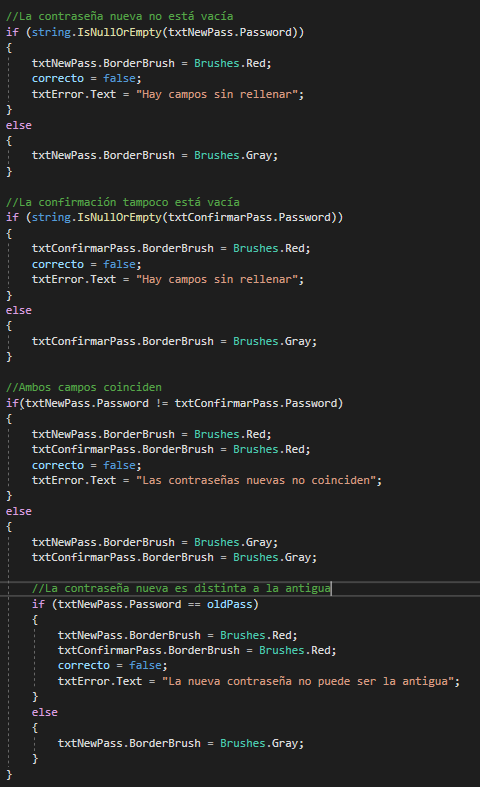 //La contraseña nueva no está vacía
if (string.IsNullOrEmpty(txtNewPass.Password))
{
    txtNewPass.BorderBrush = Brushes.Red;
    correcto = false;
    txtError.Text = "Hay campos sin rellenar";
}
else
{
    txtNewPass.BorderBrush = Brushes.Gray;
}

//La confirmación tampoco está vacía
if (string.IsNullOrEmpty(txtConfirmarPass.Password))
{
    txtConfirmarPass.BorderBrush = Brushes.Red;
    correcto = false;
    txtError.Text = "Hay campos sin rellenar";
}
else
{
    txtConfirmarPass.BorderBrush = Brushes.Gray;
}

//Ambos campos coinciden
if(txtNewPass.Password != txtConfirmarPass.Password)
{
    txtNewPass.BorderBrush = Brushes.Red;
    txtConfirmarPass.BorderBrush = Brushes.Red;
    correcto = false;
    txtError.Text = "Las contraseñas nuevas no coinciden";
}
else
{
    txtNewPass.BorderBrush = Brushes.Gray;
    txtConfirmarPass.BorderBrush = Brushes.Gray;

    //La contraseña nueva es distinta a la antigua
    if (txtNewPass.Password == oldPass)
    {
        txtNewPass.BorderBrush = Brushes.Red;
        txtConfirmarPass.BorderBrush = Brushes.Red;
        correcto = false;
        txtError.Text = "La nueva contraseña no puede ser la antigua";
    }
    else
    {
        txtNewPass.BorderBrush = Brushes.Gray;
    }
}